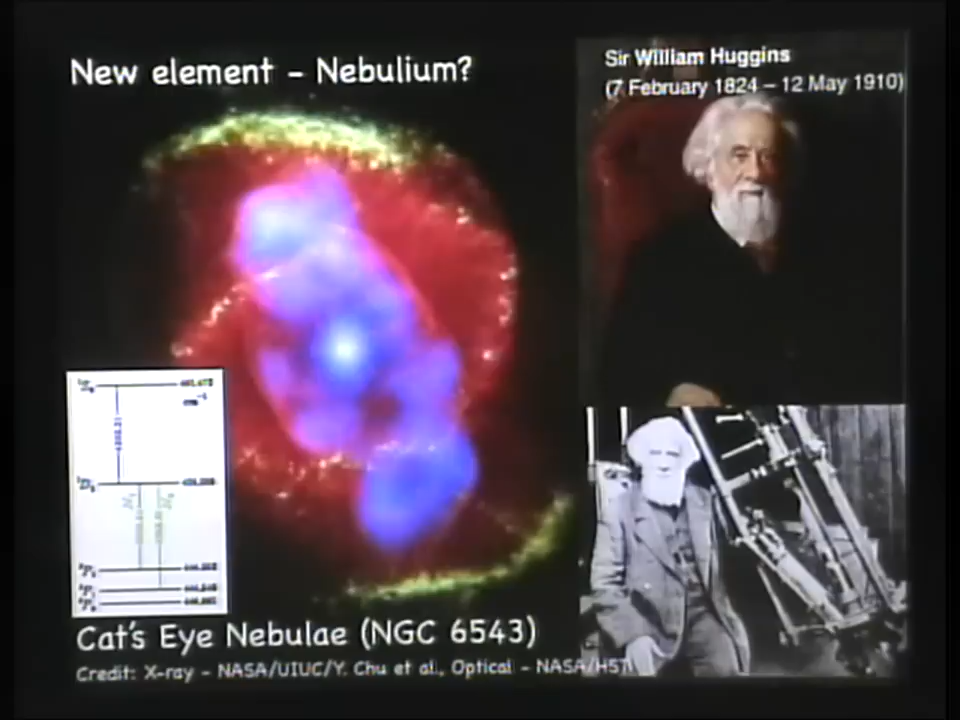 New element - Nebulium?
Sir William Huggins
(7 February 1824 – 12 May 1910)
Cat's Eye Nebulae (NGC 6543)
Credit: X-ray - NASA/UIUC/Y. Chu et al., Optical - NASA/HST